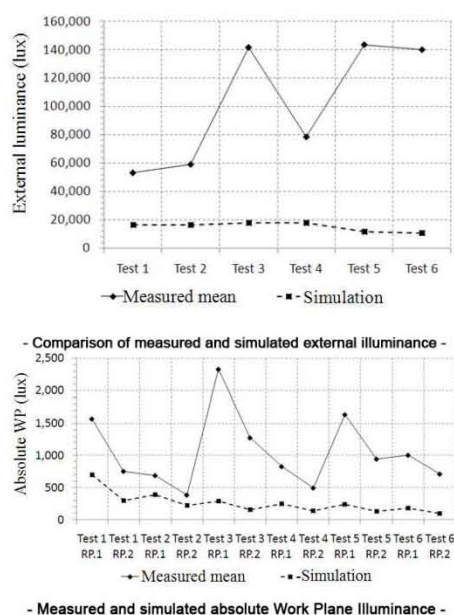 External luminance (lux)
160,000
140,000
120,000
100,000
80,000
60,000
40,000
20,000
0
Test 1 Test 2 Test 3 Test 4 Test 5 Test 6
Measured mean Simulation
- Comparison of measured and simulated external illuminance -
Absolute WP (lux)
2,500
2,000
1,500
1,000
500
0
Test 1 Test 1 Test 2 Test 2 Test 3 Test 3 Test 4 Test 4 Test 5 Test 5 Test 6 Test 6
RP.1 RP.2 RP.1 RP.2 RP.1 RP.2 RP.1 RP.2 RP.1 RP.2 RP.1 RP.2
Measured mean Simulation
- Measured and simulated absolute Work Plane Illuminance -